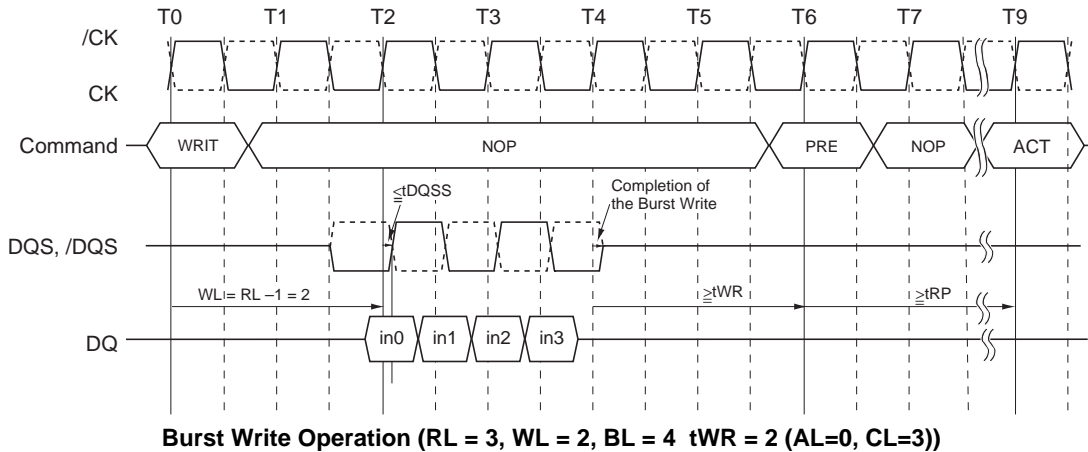 T0 T1 T2 T3 T4 T5 T6 T7 T9
/CK
CK
Command WRIT NOP PRE NOP ACT
≦tDQSS
Completion of
the Burst Write
DQS, /DQS
WL = RL –1 = 2
≧tWR
≧tRP
DQ in0 in1 in2 in3
Burst Write Operation (RL = 3, WL = 2, BL = 4 tWR = 2 (AL=0, CL=3))